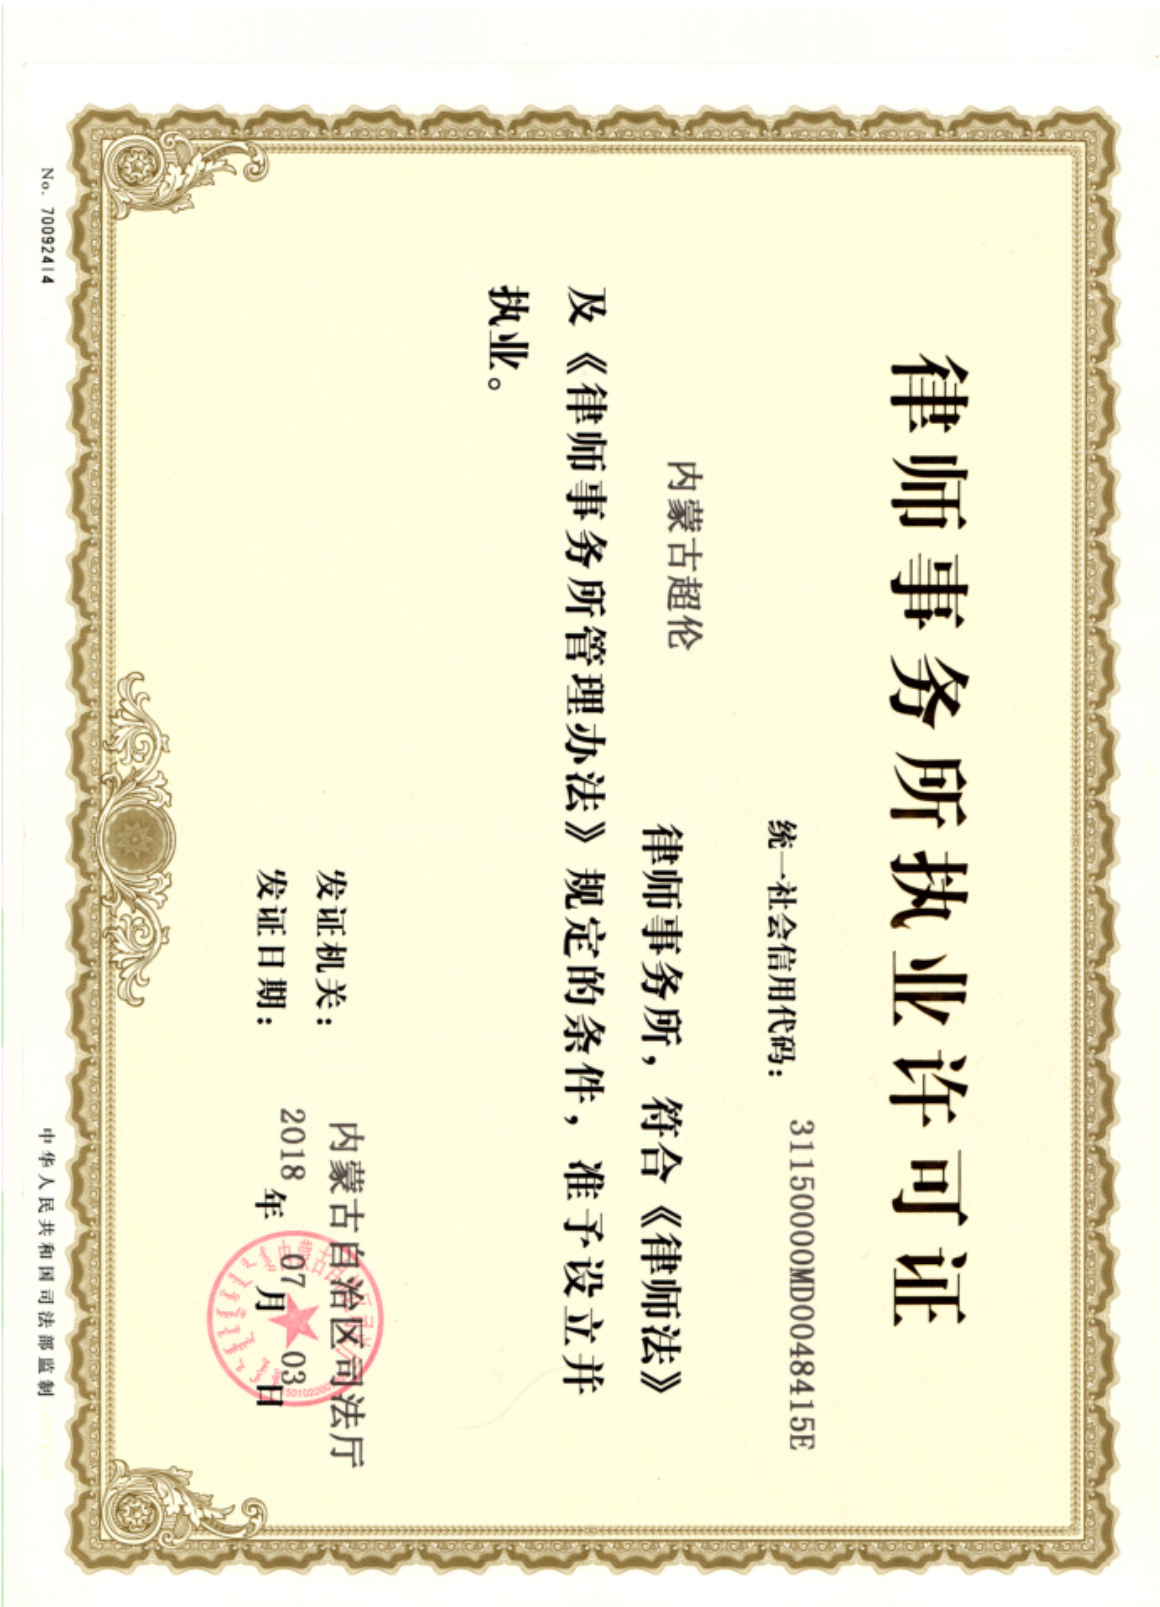 律师事务所执业许可证
统一社会信用代码: 31150000MD0048415E
内蒙古超伦 律师事务所，符合《律师法》
及《律师事务所管理办法》规定的条件，准予设立并
执业。
发证机关: 内蒙古自治区司法厅
发证日期: 2018 年 07 月 03 日
No. 70092414
中华人民共和国司法部监制